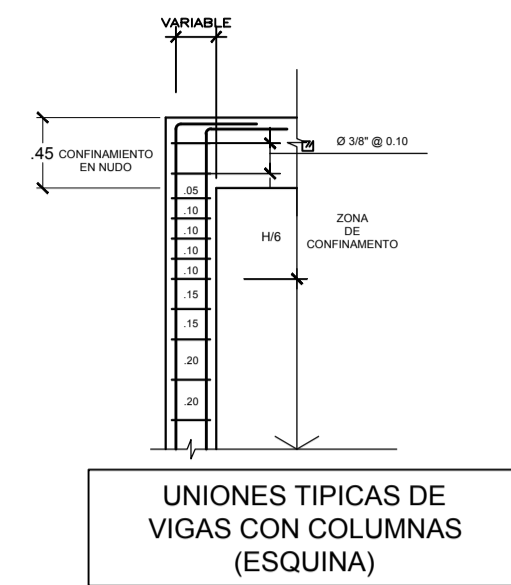 VARIABLE
.45 CONFINAMIENTO
EN NUDO
Ø 3/8" @ 0.10
.05
.10
.10
.10
.10
.15
.15
.20
.20
H/6
ZONA
DE
CONFINAMENTO
UNIONES TIPICAS DE
VIGAS CON COLUMNAS
(ESQUINA)